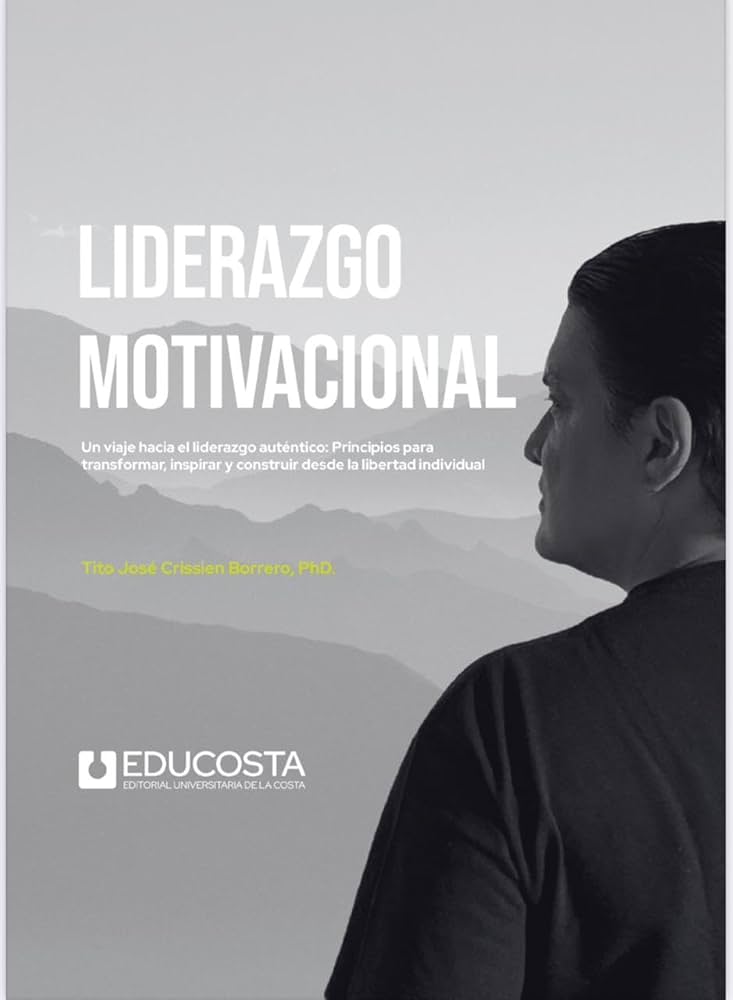 LIDERAZGO
MOTIVACIONAL
Un viaje hacia el liderazgo auténtico: Principios para
transformar, inspirar y construir desde la libertad individual
Tito José Crissien Borrero, PhD.
EDUCOSTA
EDITORIAL UNIVERSITARIA DE LA COSTA